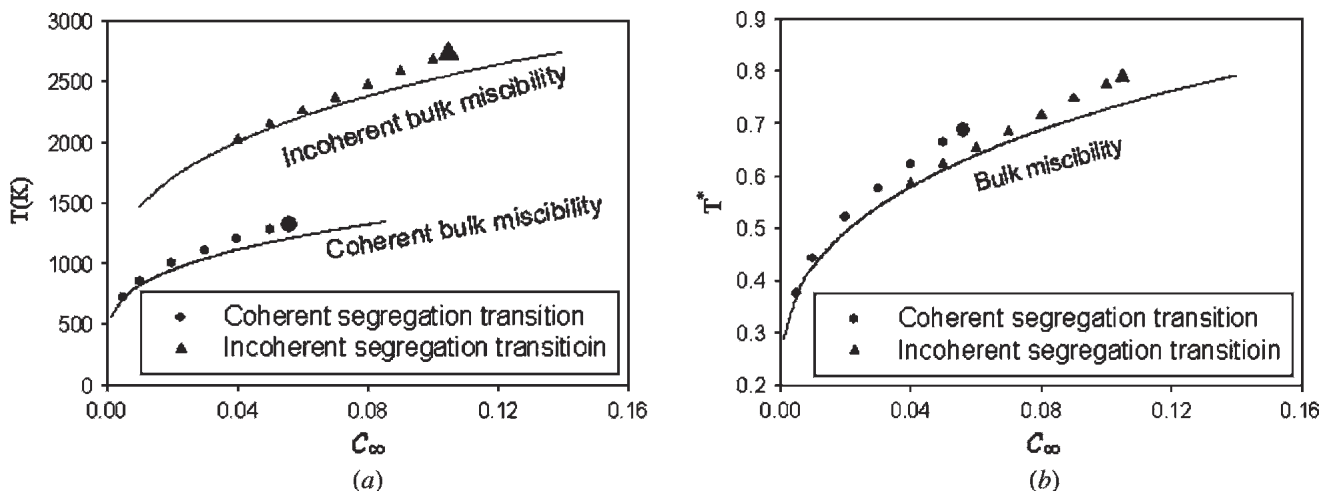 3000
2500
2000
1500
1000
500
0
T(K)
Incoherent bulk miscibility
Coherent bulk miscibility
Coherent segregation transition
Incoherent segregation transitioin
0.00 0.04 0.08 0.12 0.16
C∞
(a)
0.9
0.8
0.7
0.6
0.5
0.4
0.3
0.2
T*
Bulk miscibility
Coherent segregation transition
Incoherent segregation transitioin
0.00 0.04 0.08 0.12 0.16
C∞
(b)